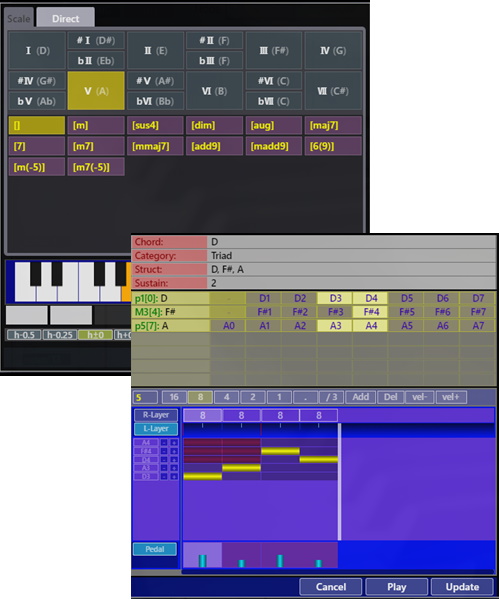 Scale Direct
#Ⅰ (D#) #Ⅱ (F)
Ⅰ (D) Ⅱ (E) Ⅲ (F#) Ⅳ (G)
bⅡ (Eb) bⅢ (F)
#Ⅳ (G#) #Ⅴ (A#) #Ⅵ (C)
Ⅴ (A) Ⅵ (B) Ⅶ (C#)
bⅤ (Ab) bⅥ (Bb) bⅦ (C)
[] [m] [sus4] [dim] [aug] [maj7]
[7] [m7] [mmaj7] [add9] [madd9] [6(9)]
[m(-5)] [m7(-5)]
h-0.5 h-0.25 h±0
Chord: D
Category: Triad
Struct: D, F#, A
Sustain: 2
p1[0]: D - D1 D2 D3 D4 D5 D6 D7
M3[4]: F# - F#1 F#2 F#3 F#4 F#5 F#6 F#7
p5[7]: A A0 A1 A2 A3 A4 A5 A6 A7
5 16 8 4 2 1 . / 3 Add Del vel- vel+
R-Layer 8 8 8 8
L-Layer
A4 - +
F#4 - +
D4 - +
A3 - +
D3 - +
Pedal
Cancel Play Update